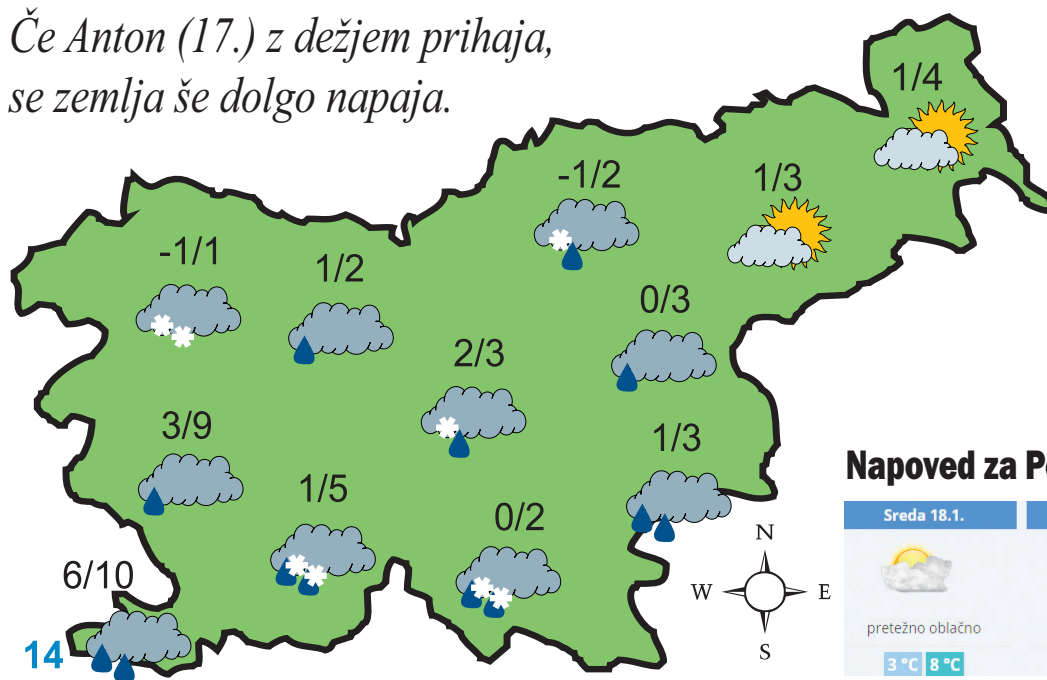 Če Anton (17.) z dežjem prihaja,
se zemlja še dolgo napaja.
1/4
-1/2
1/3
-1/1
1/2
0/3
2/3
3/9
1/3
1/5
0/2
6/10
14
N
W E
S
Napoved za
Sreda 18.1.
pretežno oblačno
3 °C 8 °C